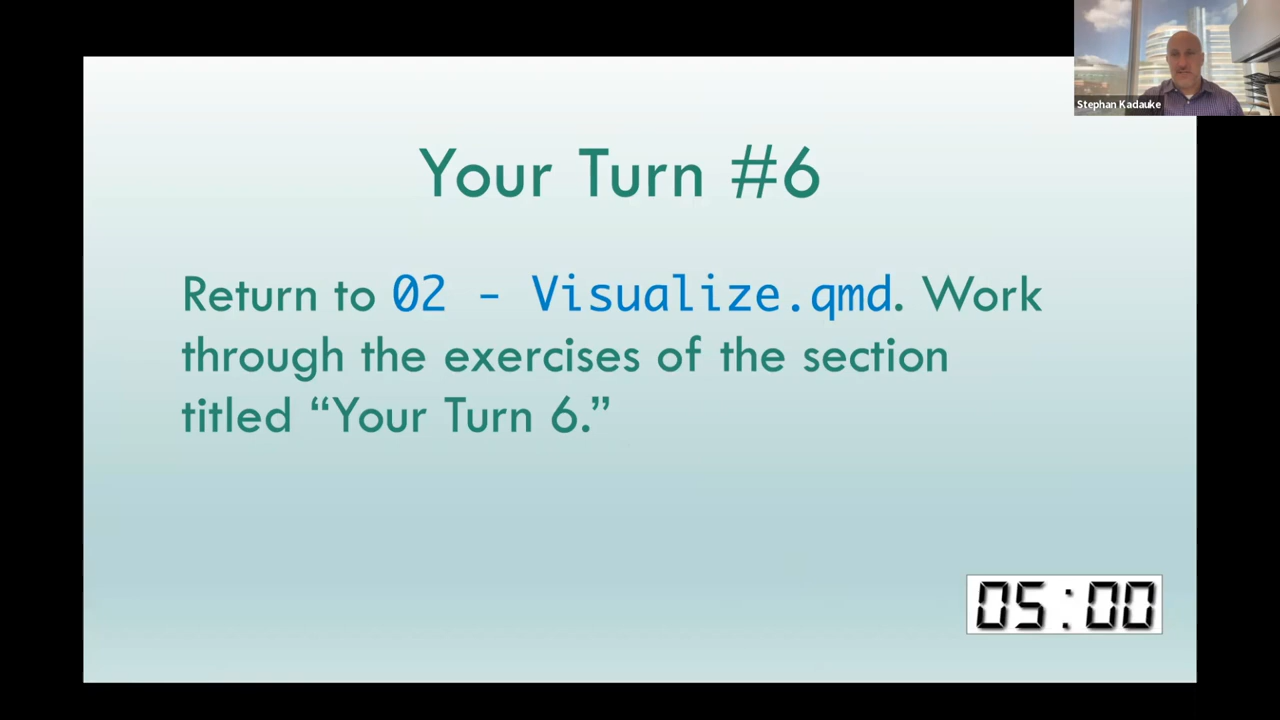 Stephan Kadauke
Your Turn #6
Return to 02 - Visualize.qmd. Work
through the exercises of the section
titled “Your Turn 6.”
05:00